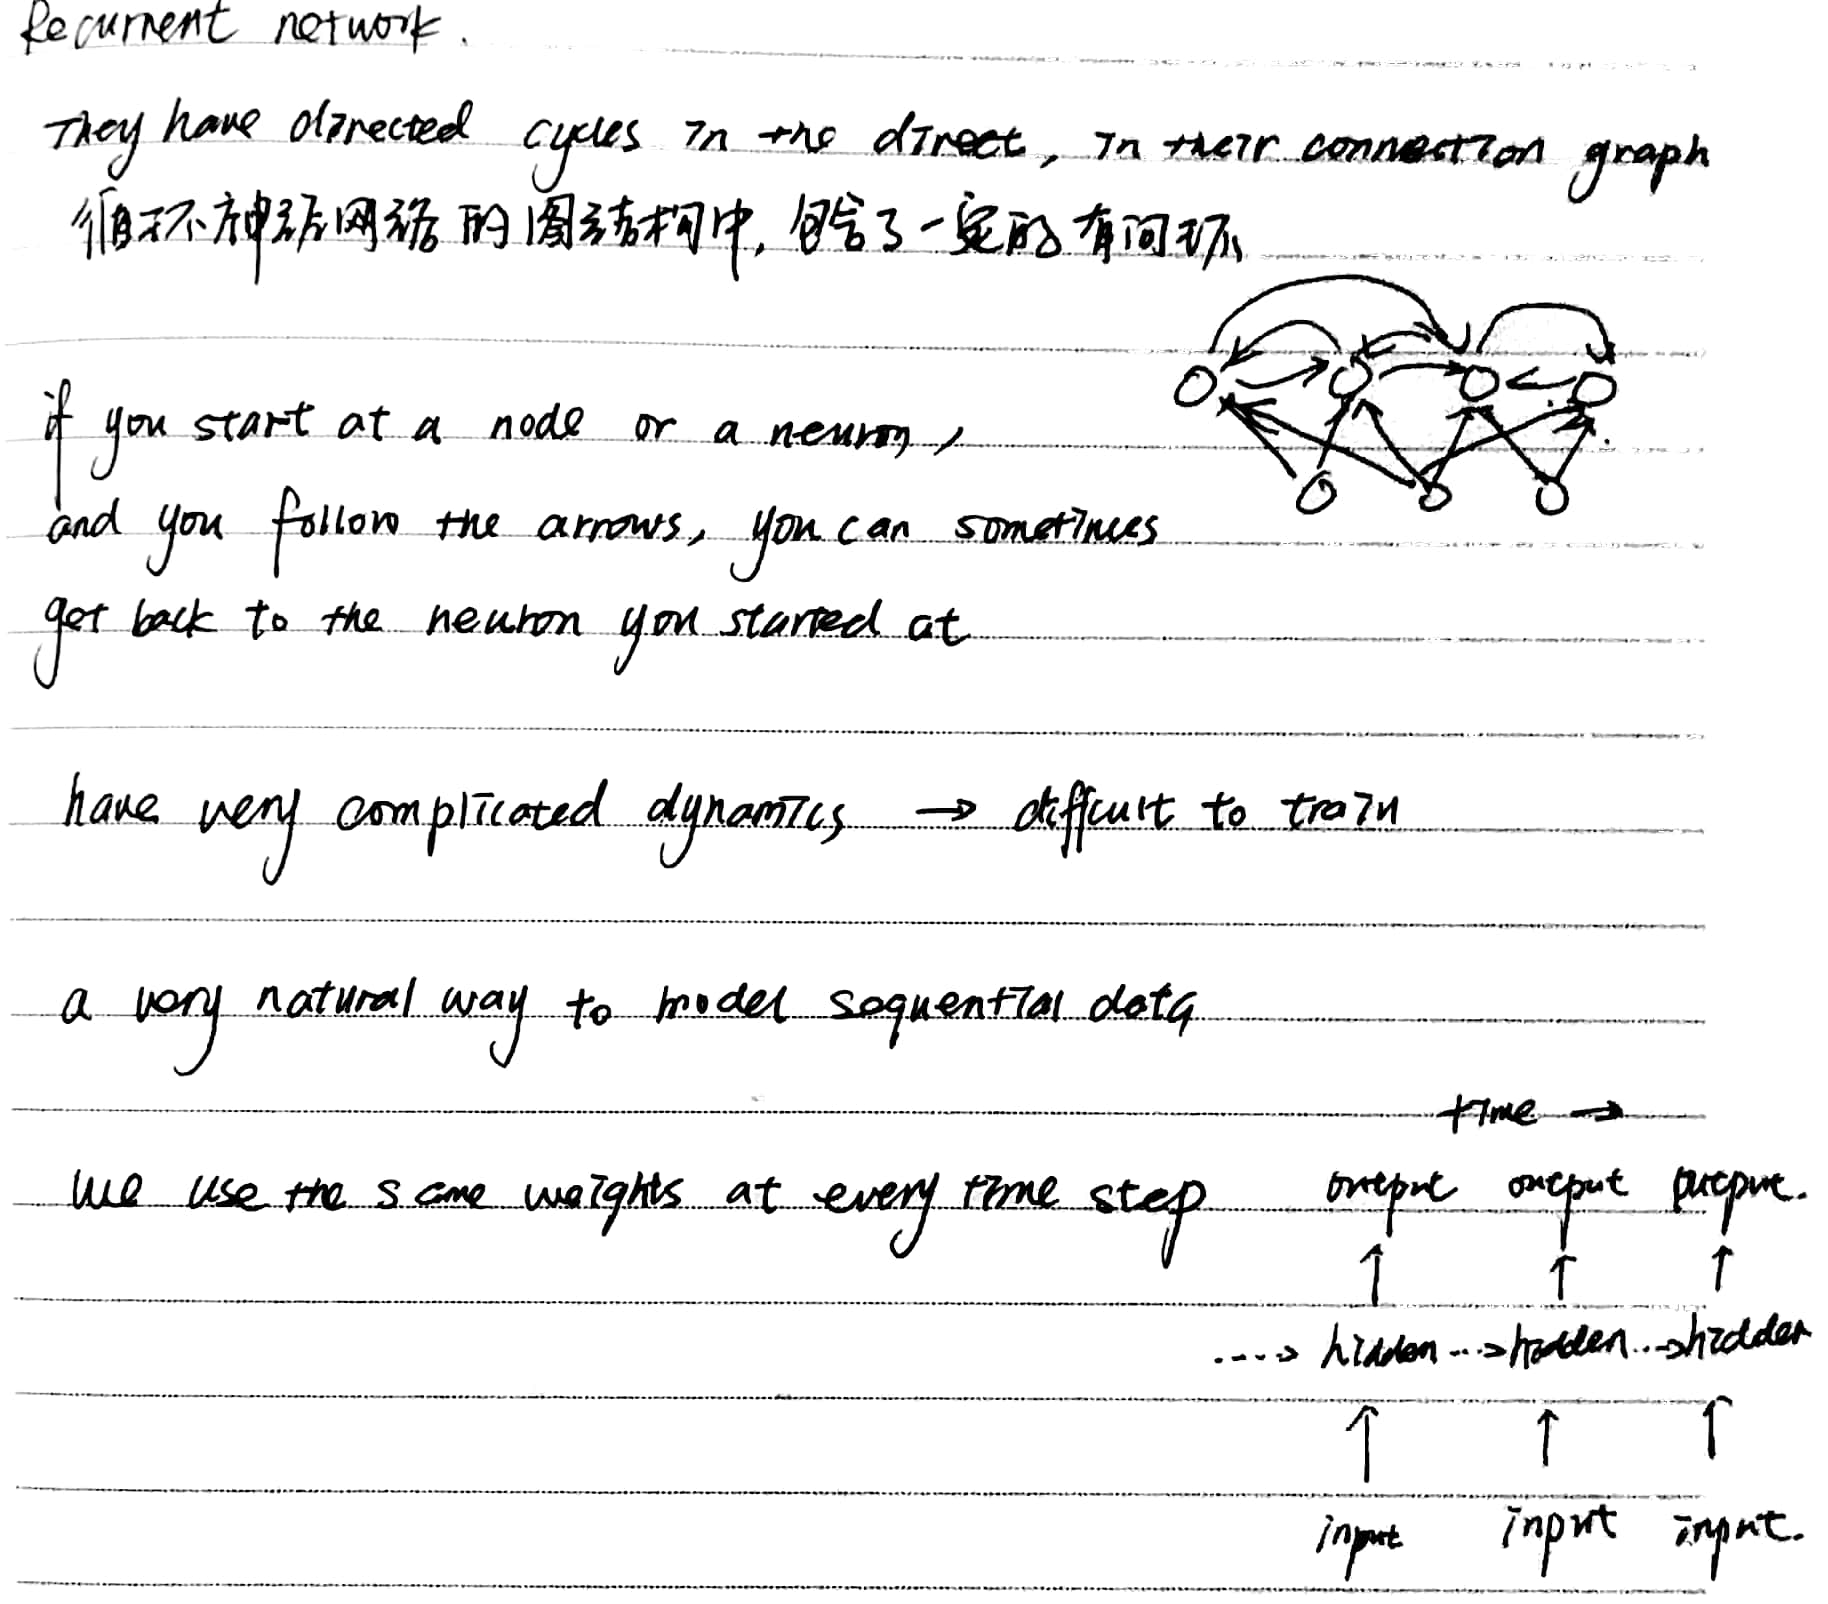 Recurrent network.
They have directed cycles in the direct, in their connection graph
循环神经网络的图结构中,包含了一定的有向环
if you start at a node or a neuron,
and you follow the arrows, you can sometimes
get back to the neuron you started at
have very complicated dynamics → difficult to train
a very natural way to model sequential data
time →
we use the same weights at every time step
output output output.
hidden hidden hidden
input input input.